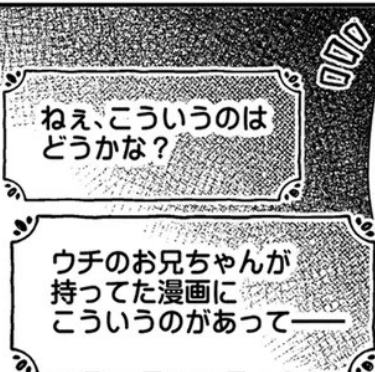 ねぇ、こういうのは
どうかな？
ウチのお兄ちゃんが
持ってた漫画に
こういうのがあって──